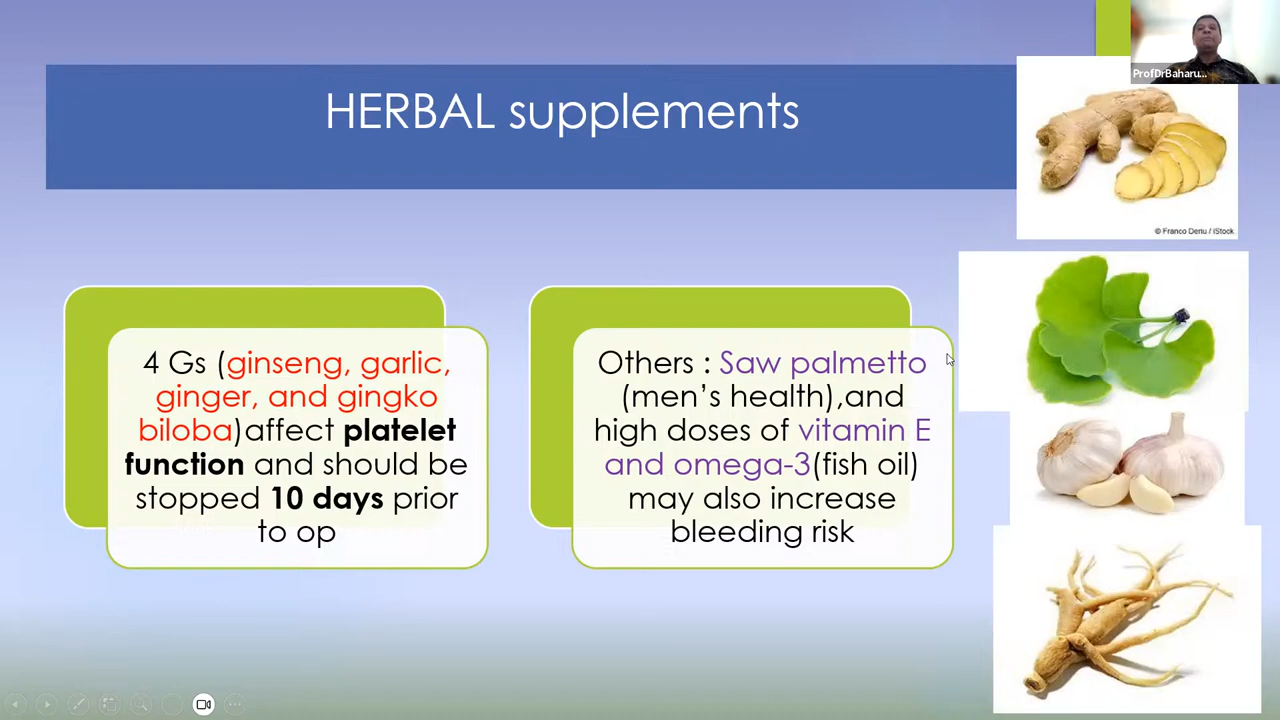 ProfDrBaharu...
HERBAL supplements
© Franco Deriu / iStock
4 Gs (ginseng, garlic,
ginger, and gingko
biloba)affect platelet
function and should be
stopped 10 days prior
to op
Others : Saw palmetto
(men’s health),and
high doses of vitamin E
and omega-3(fish oil)
may also increase
bleeding risk